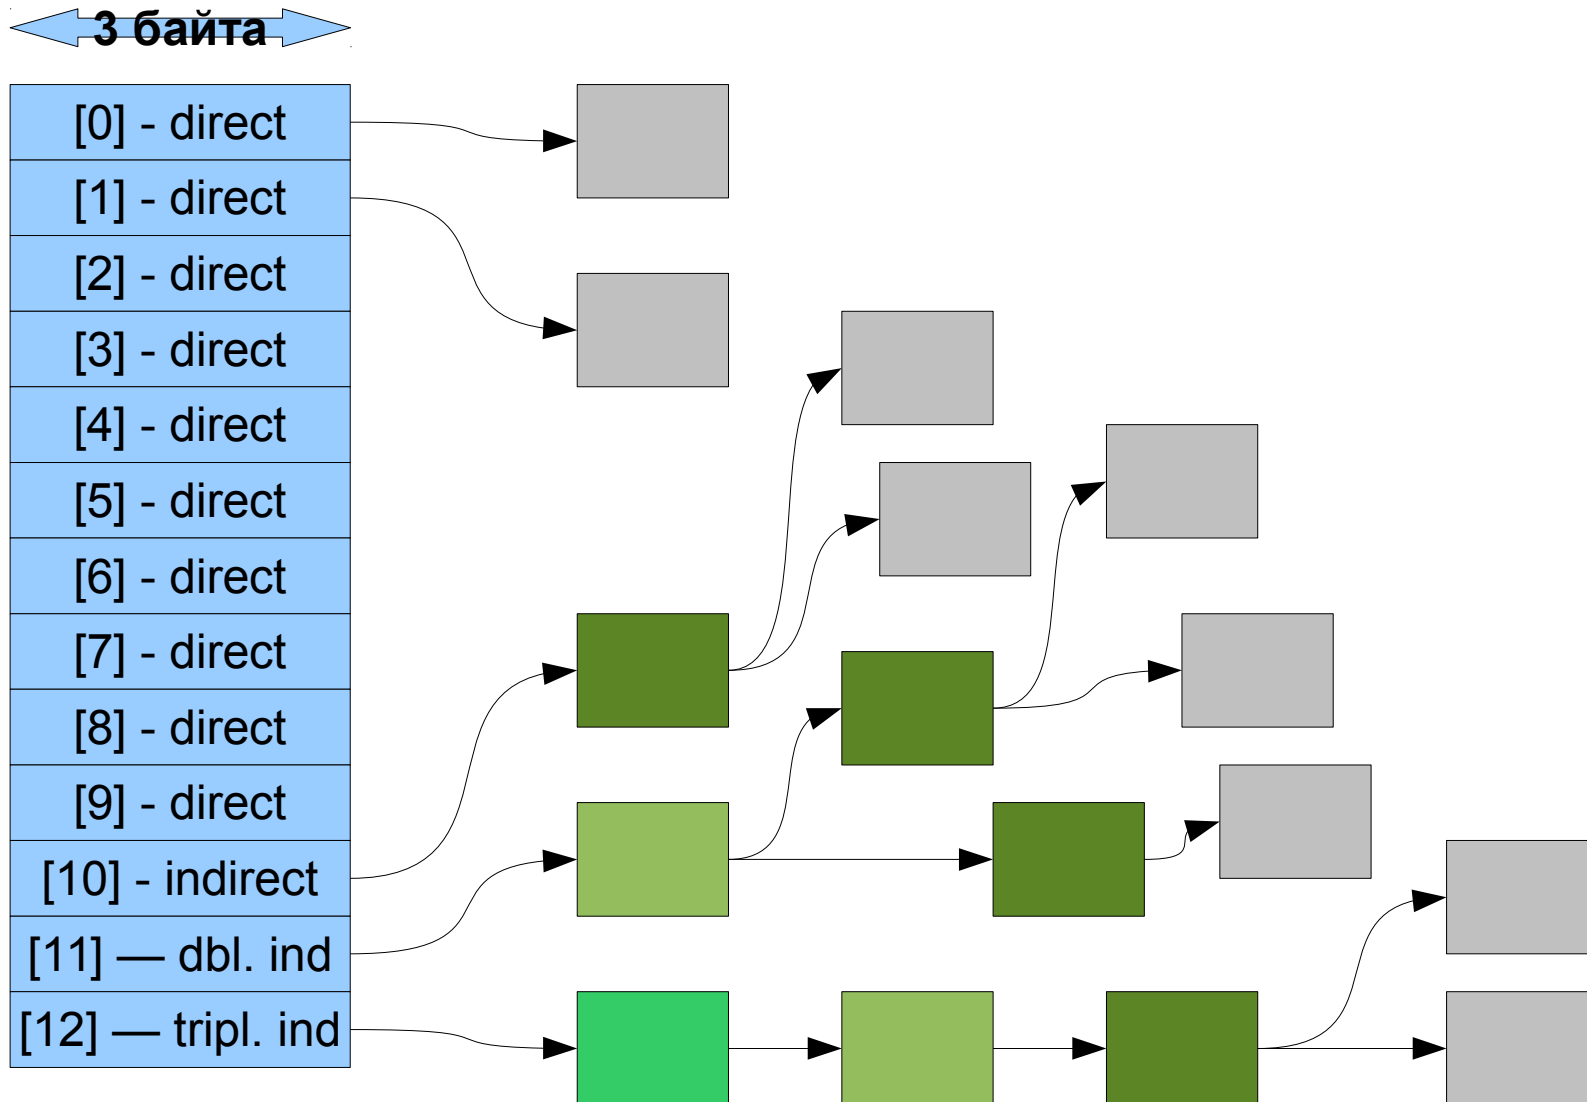 3 байта
[0] - direct
[1] - direct
[2] - direct
[3] - direct
[4] - direct
[5] - direct
[6] - direct
[7] - direct
[8] - direct
[9] - direct
[10] - indirect
[11] — dbl. ind
[12] — tripl. ind